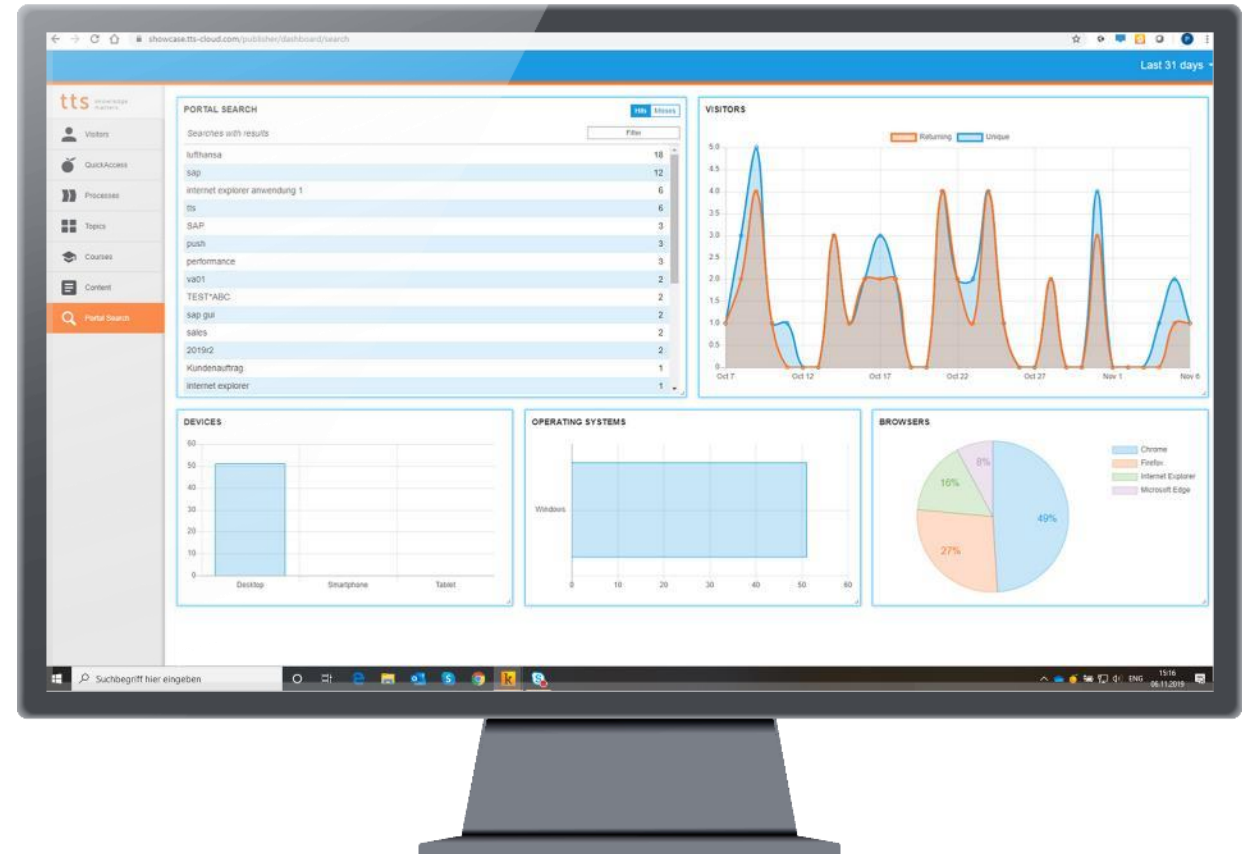 showcase.tts-cloud.com/publisher/dashboard/search
Last 31 days
tts knowledge matters
Visitors
QuickAccess
Processes
Topics
Courses
Content
Portal Search
PORTAL SEARCH
Hits Misses
Searches with results
Filter
lufthansa 18
sap 12
internet explorer anwendung 1 6
tts 6
SAP 3
push 3
performance 3
va01 2
TEST*ABC 2
sap gui 2
sales 2
2019r2 2
Kundenauftrag 1
internet explorer 1
VISITORS
Returning Unique
5.0
4.5
4.0
3.5
3.0
2.5
2.0
1.5
1.0
0.5
0
Oct 7 Oct 12 Oct 17 Oct 22 Oct 27 Nov 1 Nov 6
DEVICES
60
50
40
30
20
10
0
Desktop Smartphone Tablet
OPERATING SYSTEMS
Windows
0 10 20 30 40 50 60
BROWSERS
Chrome
Firefox
Internet Explorer
Microsoft Edge
8%
16%
49%
27%
Suchbegriff hier eingeben
k
ENG
15:16
06.11.2019